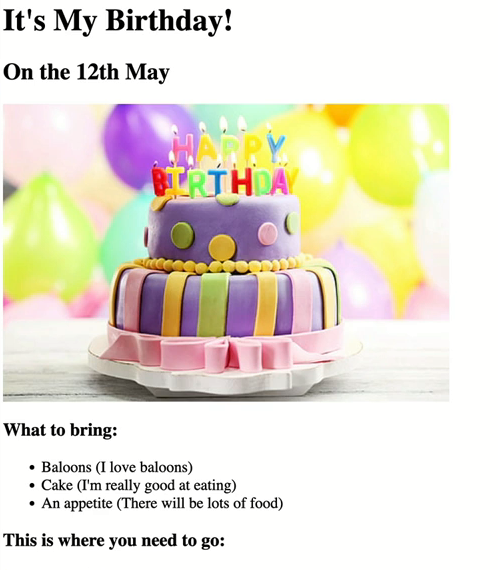 It's My Birthday!
On the 12th May
HAPPY
BIRTHDAY
What to bring:
Baloons (I love baloons)
Cake (I'm really good at eating)
An appetite (There will be lots of food)
This is where you need to go: